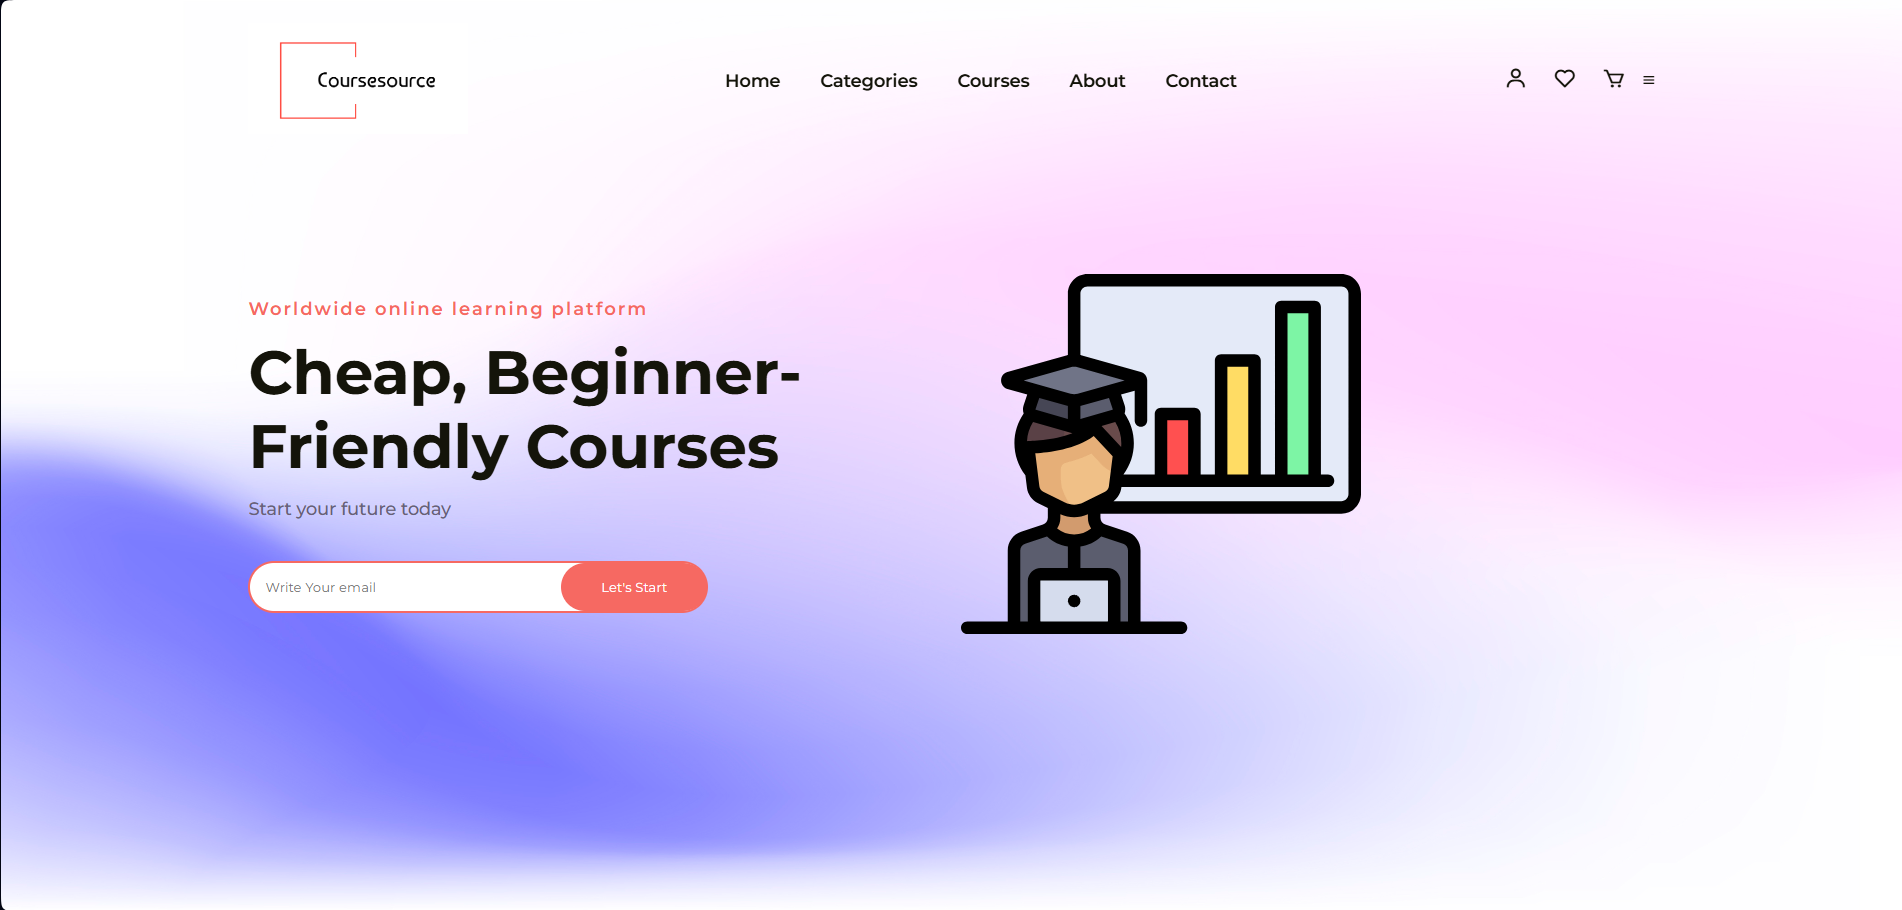 Coursesource
Home Categories Courses About Contact
Worldwide online learning platform
Cheap, Beginner-
Friendly Courses
Start your future today
Write Your email
Let's Start